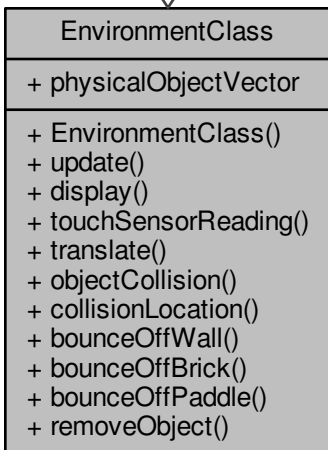 EnvironmentClass
+ physicalObjectVector
+ EnvironmentClass()
+ update()
+ display()
+ touchSensorReading()
+ translate()
+ objectCollision()
+ collisionLocation()
+ bounceOffWall()
+ bounceOffBrick()
+ bounceOffPaddle()
+ removeObject()